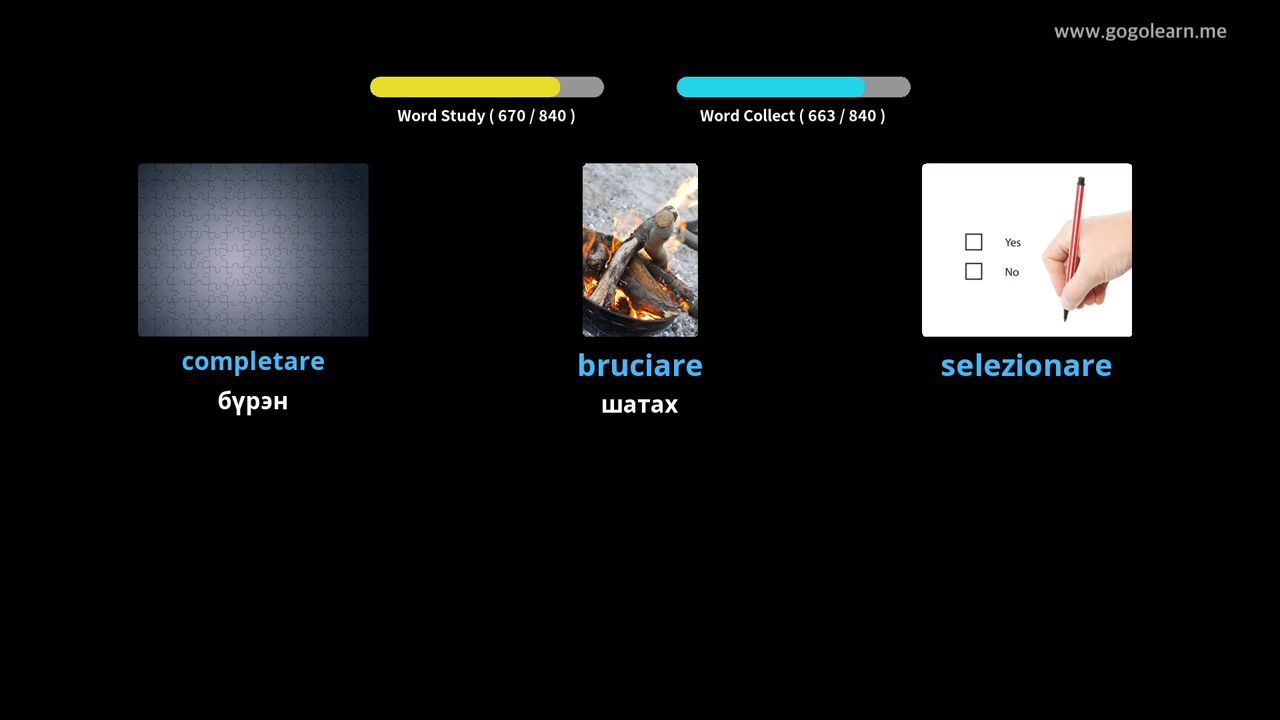 www.gogolearn.me
Word Study ( 670 / 840 )
Word Collect ( 663 / 840 )
Yes
No
completare
bruciare
selezionare
бүрэн
шатах